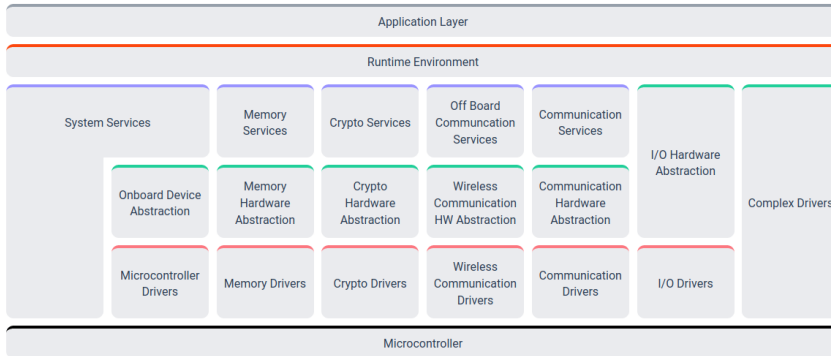 Application Layer
Runtime Environment
System Services
Memory
Services
Crypto Services
Off Board
Communcation
Services
Communication
Services
I/O Hardware
Abstraction
Complex Drivers
Onboard Device
Abstraction
Memory
Hardware
Abstraction
Crypto
Hardware
Abstraction
Wireless
Communication
HW Abstraction
Communication
Hardware
Abstraction
Microcontroller
Drivers
Memory Drivers
Crypto Drivers
Wireless
Communication
Drivers
Communication
Drivers
I/O Drivers
Microcontroller